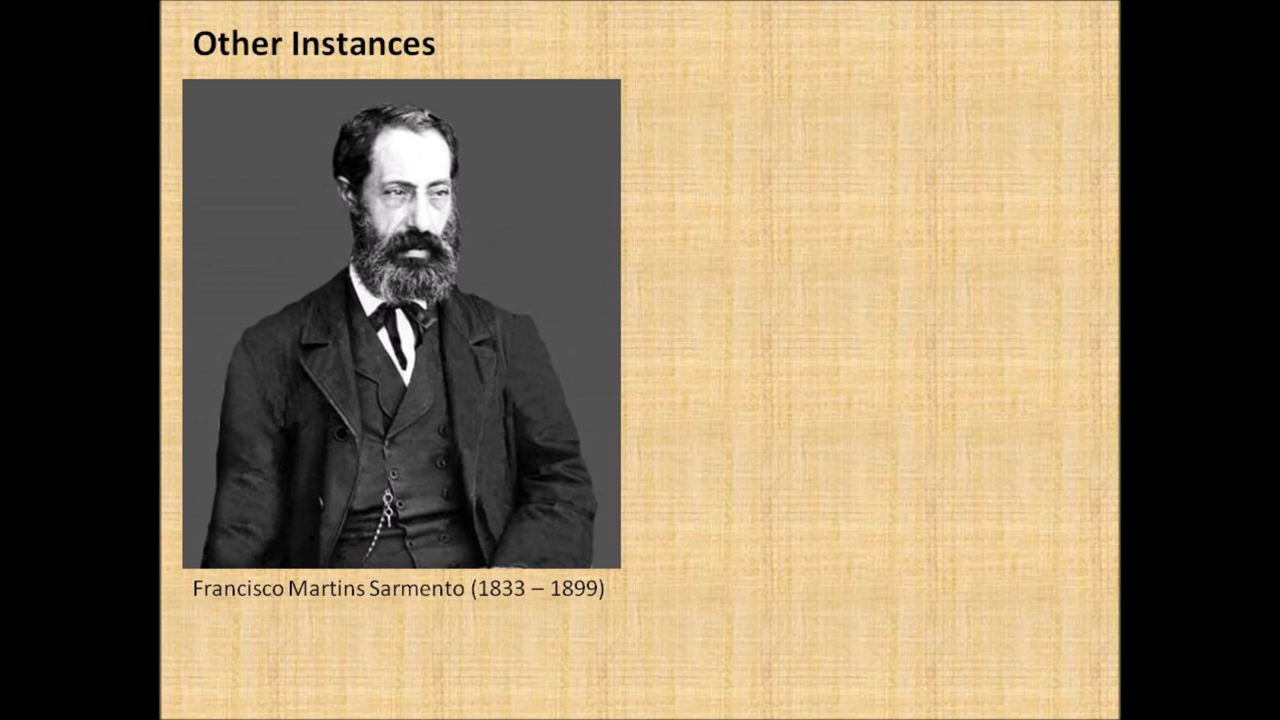 Other Instances
Francisco Martins Sarmento (1833 – 1899)